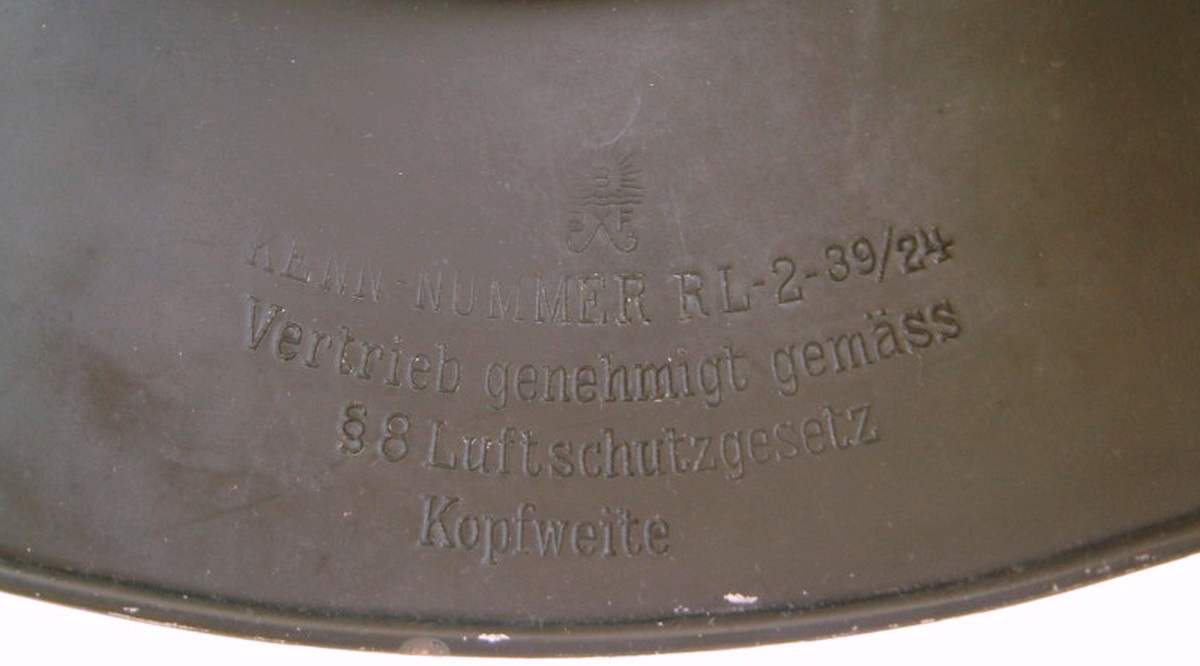 KENN-NUMMER RL-2-39/24
Vertrieb genehmigt gemäss
§ 8 Luftschutzgesetz
Kopfweite